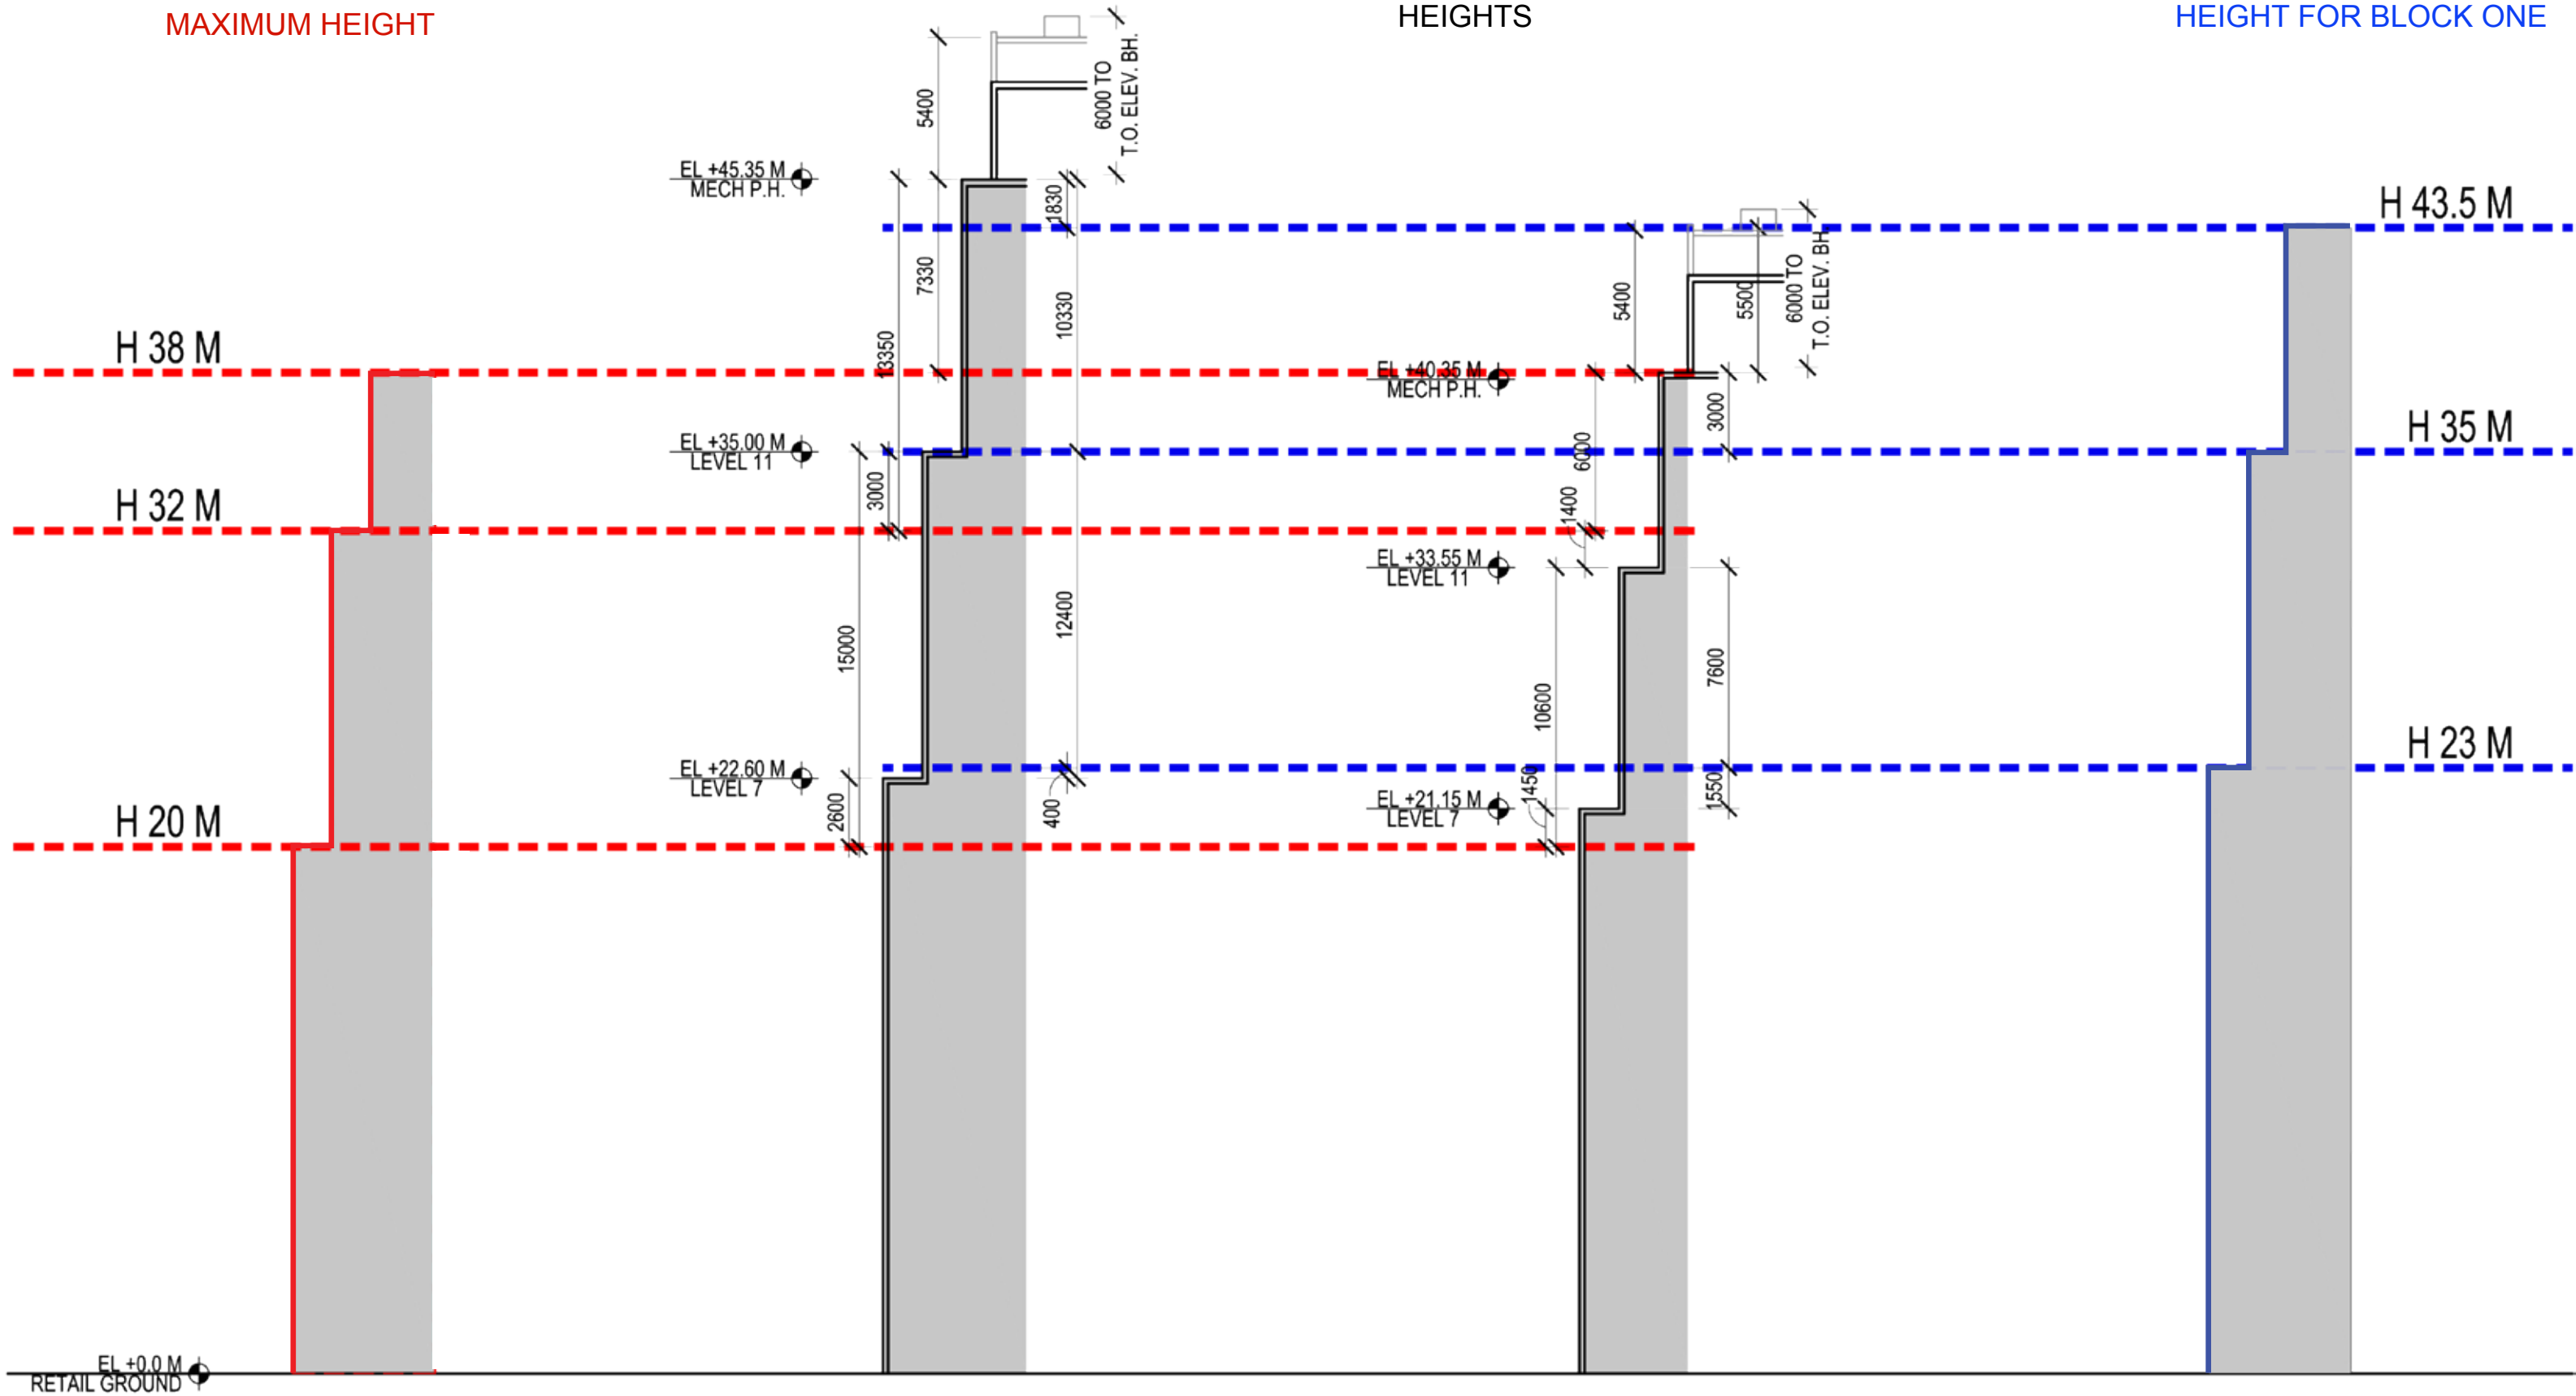 MAXIMUM HEIGHT
HEIGHTS
HEIGHT FOR BLOCK ONE
5400
6000 TO
T.O. ELEV. BH.
EL +45.35 M
MECH P.H.
1830
H 43.5 M
7330
10330
13350
5400
5500
6000 TO
T.O. ELEV. BH.
H 38 M
EL +40.35 M
MECH P.H.
3000
H 35 M
EL +35.00 M
LEVEL 11
3000
6000
1400
H 32 M
EL +33.55 M
LEVEL 11
15000
12400
10600
7600
H 23 M
EL +22.60 M
LEVEL 7
2600
400
1450
1550
EL +21.15 M
LEVEL 7
H 20 M
EL +0.0 M
RETAIL GROUND